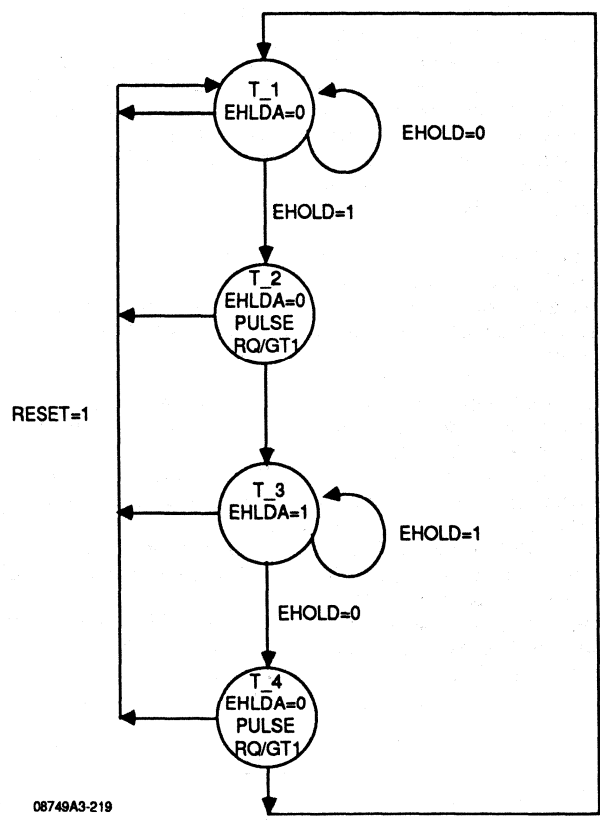 T_1
EHLDA=0
EHOLD=0
EHOLD=1
T_2
EHLDA=0
PULSE
RQ/GT1
RESET=1
T_3
EHLDA=1
EHOLD=1
EHOLD=0
T_4
EHLDA=0
PULSE
RQ/GT1
08749A3-219